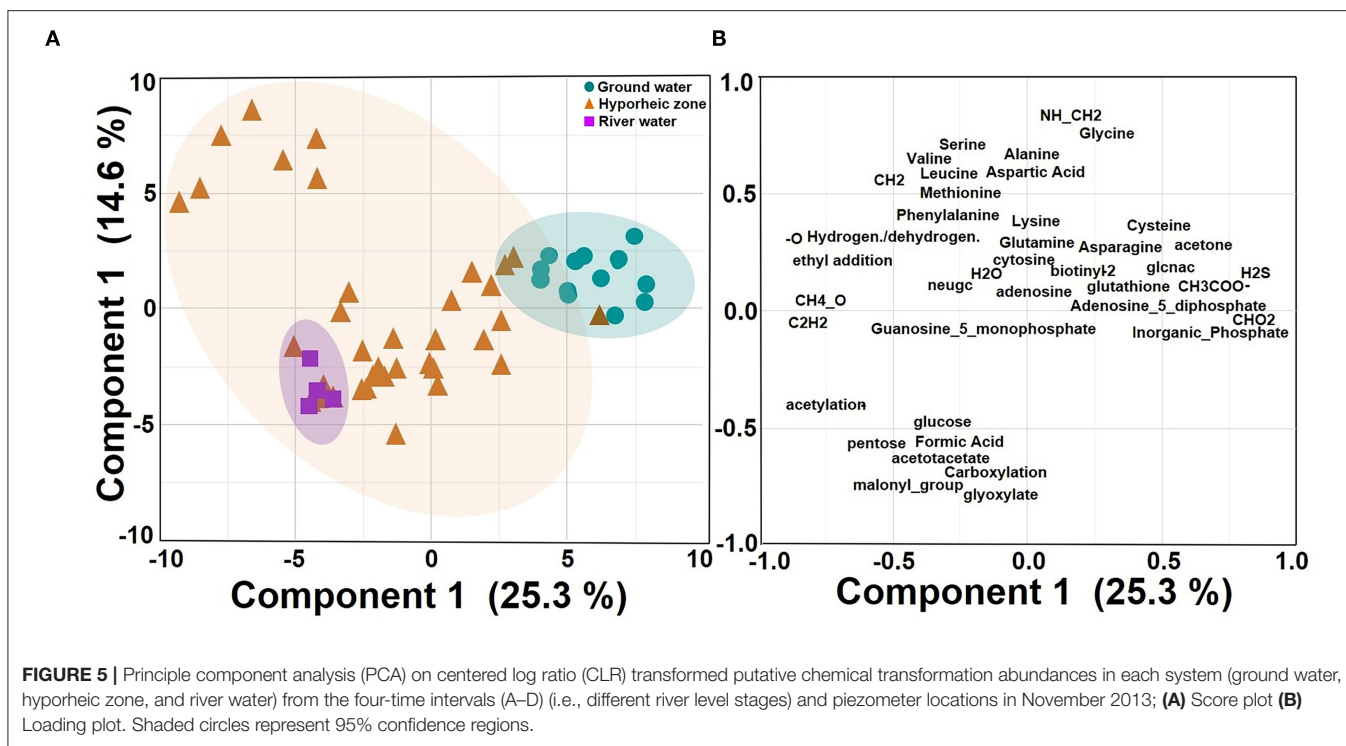 A
B
10
5
0
-5
-10
-10
-5
0
5
10
Component 1 (14.6 %)
Component 1 (25.3 %)
Ground water
Hyporheic zone
River water
1.0
0.5
0.0
-0.5
-1.0
-1.0
-0.5
0.0
0.5
1.0
Component 1 (25.3 %)
NH_CH2
Glycine
Serine
Alanine
Valine
Leucine
Aspartic Acid
CH2
Methionine
Phenylalanine
Lysine
Cysteine
-O Hydrogen./dehydrogen.
Glutamine
Asparagine
acetone
ethyl addition
cytosine
H2O
biotinyl-2
glcnac
H2S
neugc
adenosine
glutathione
CH3COO-
CH4_O
Adenosine_5_diphosphate
C2H2
CHO2
Guanosine_5_monophosphate
Inorganic_Phosphate
acetylation
glucose
pentose
Formic Acid
acetotacetate
Carboxylation
malonyl_group
glyoxylate
FIGURE 5 | Principle component analysis (PCA) on centered log ratio (CLR) transformed putative chemical transformation abundances in each system (ground water,
hyporheic zone, and river water) from the four-time intervals (A–D) (i.e., different river level stages) and piezometer locations in November 2013; (A) Score plot (B)
Loading plot. Shaded circles represent 95% confidence regions.